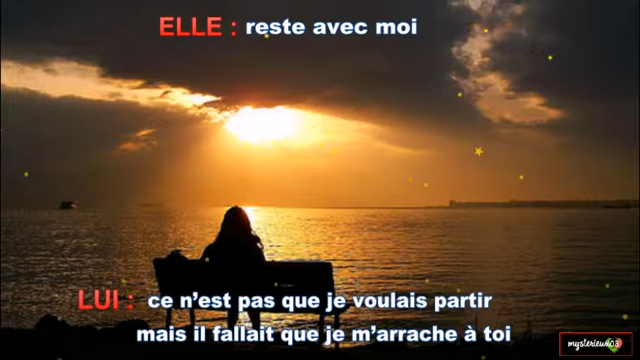 ELLE : reste avec moi
LUI : ce n'est pas que je voulais partir
mais il fallait que je m'arrache à toi
mysterieux03